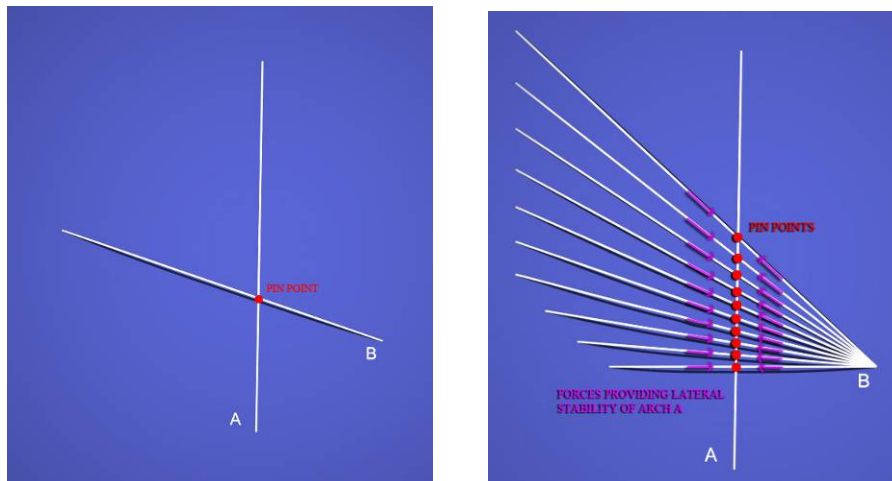 PIN POINT
B
A
PIN POINTS
B
FORCES PROVIDING LATERAL
STABILITY OF ARCH A
A